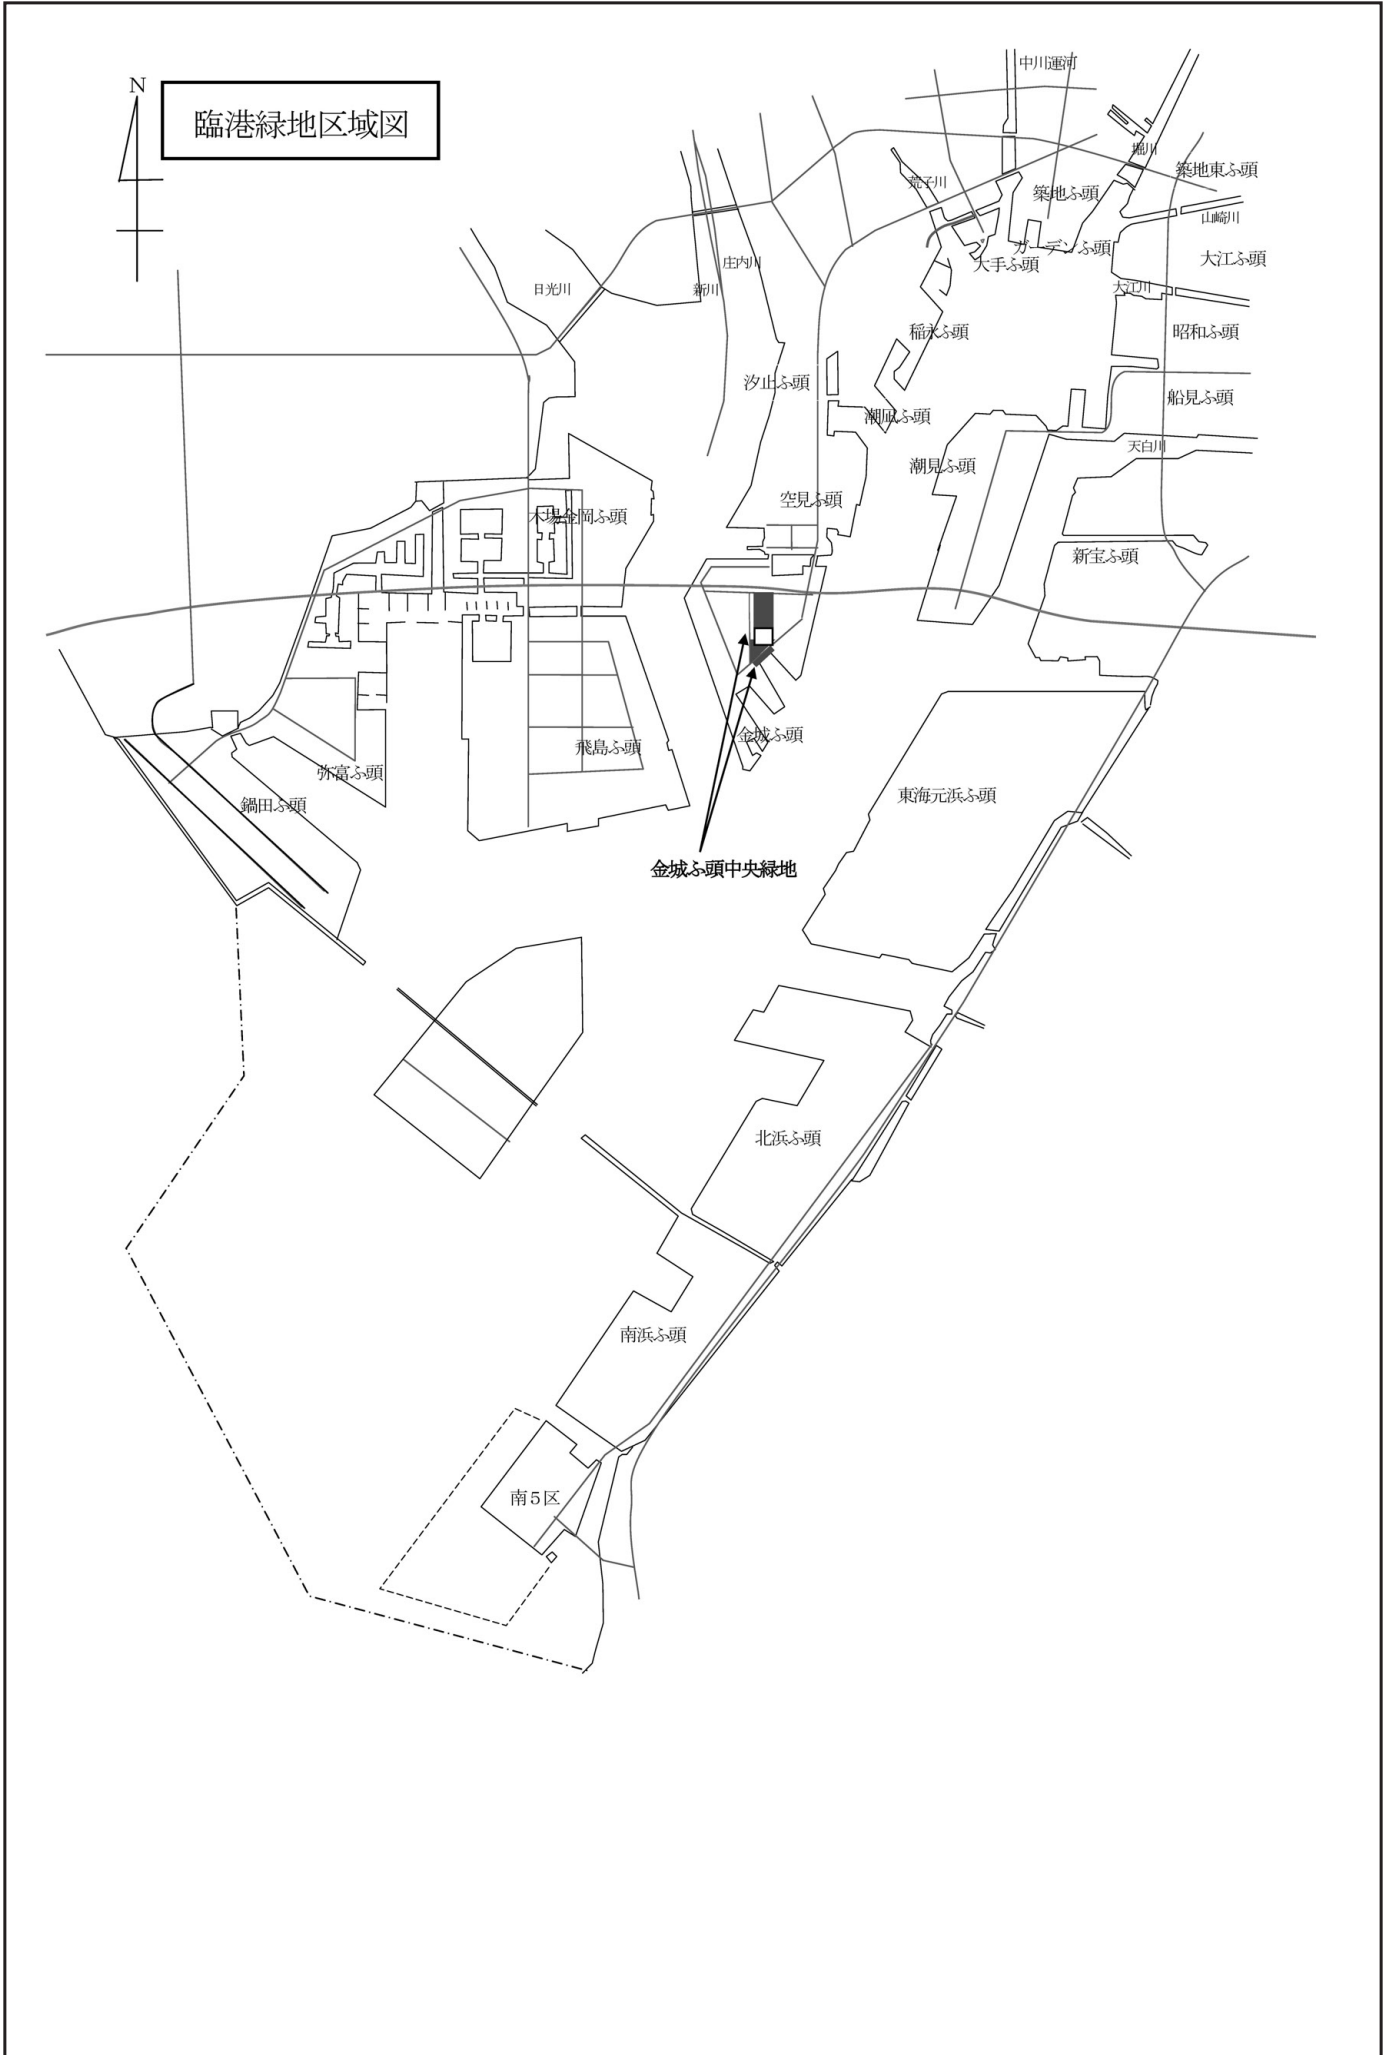 N
臨港緑地区域図
中川運河
堀川
築地東ふ頭
荒子川
築地ふ頭
山崎川
ガーデンふ頭
大江ふ頭
大手ふ頭
庄内川
新川
日光川
大江川
稲永ふ頭
昭和ふ頭
汐止ふ頭
船見ふ頭
潮凪ふ頭
天白川
潮見ふ頭
空見ふ頭
木場金岡ふ頭
新宝ふ頭
金城ふ頭
飛島ふ頭
弥富ふ頭
鍋田ふ頭
東海元浜ふ頭
金城ふ頭中央緑地
北浜ふ頭
南浜ふ頭
南5区